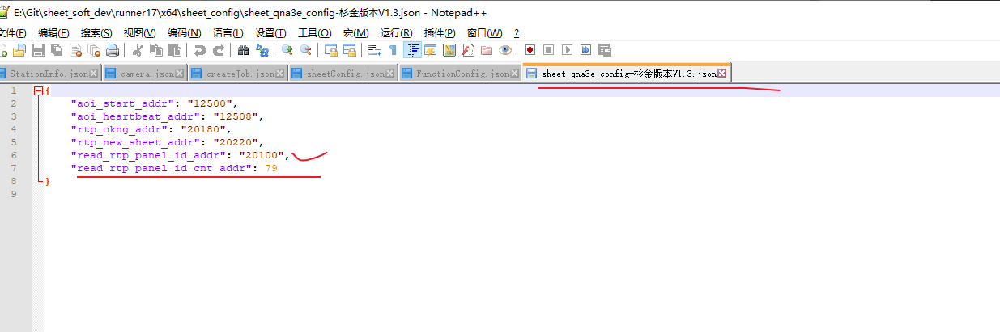 E:\Git\sheet_soft_dev\runner17\x64\sheet_config\sheet_qna3e_config-杉金版本V1.3.json - Notepad++
文件(F) 编辑(E) 搜索(S) 视图(V) 编码(N) 语言(L) 设置(T) 工具(O) 宏(M) 运行(R) 插件(P) 窗口(W) ?
StationInfo.json camera.json createJob.json sheetConfig.json FunctionConfig.json sheet_qna3e_config-杉金版本V1.3.json
1 {
2 "aoi_start_addr": "12500",
3 "aoi_heartbeat_addr": "12508",
4 "rtp_okng_addr": "20180",
5 "rtp_new_sheet_addr": "20220",
6 "read_rtp_panel_id_addr": "20100",
7 "read_rtp_panel_id_cnt_addr": 79
8 }
9